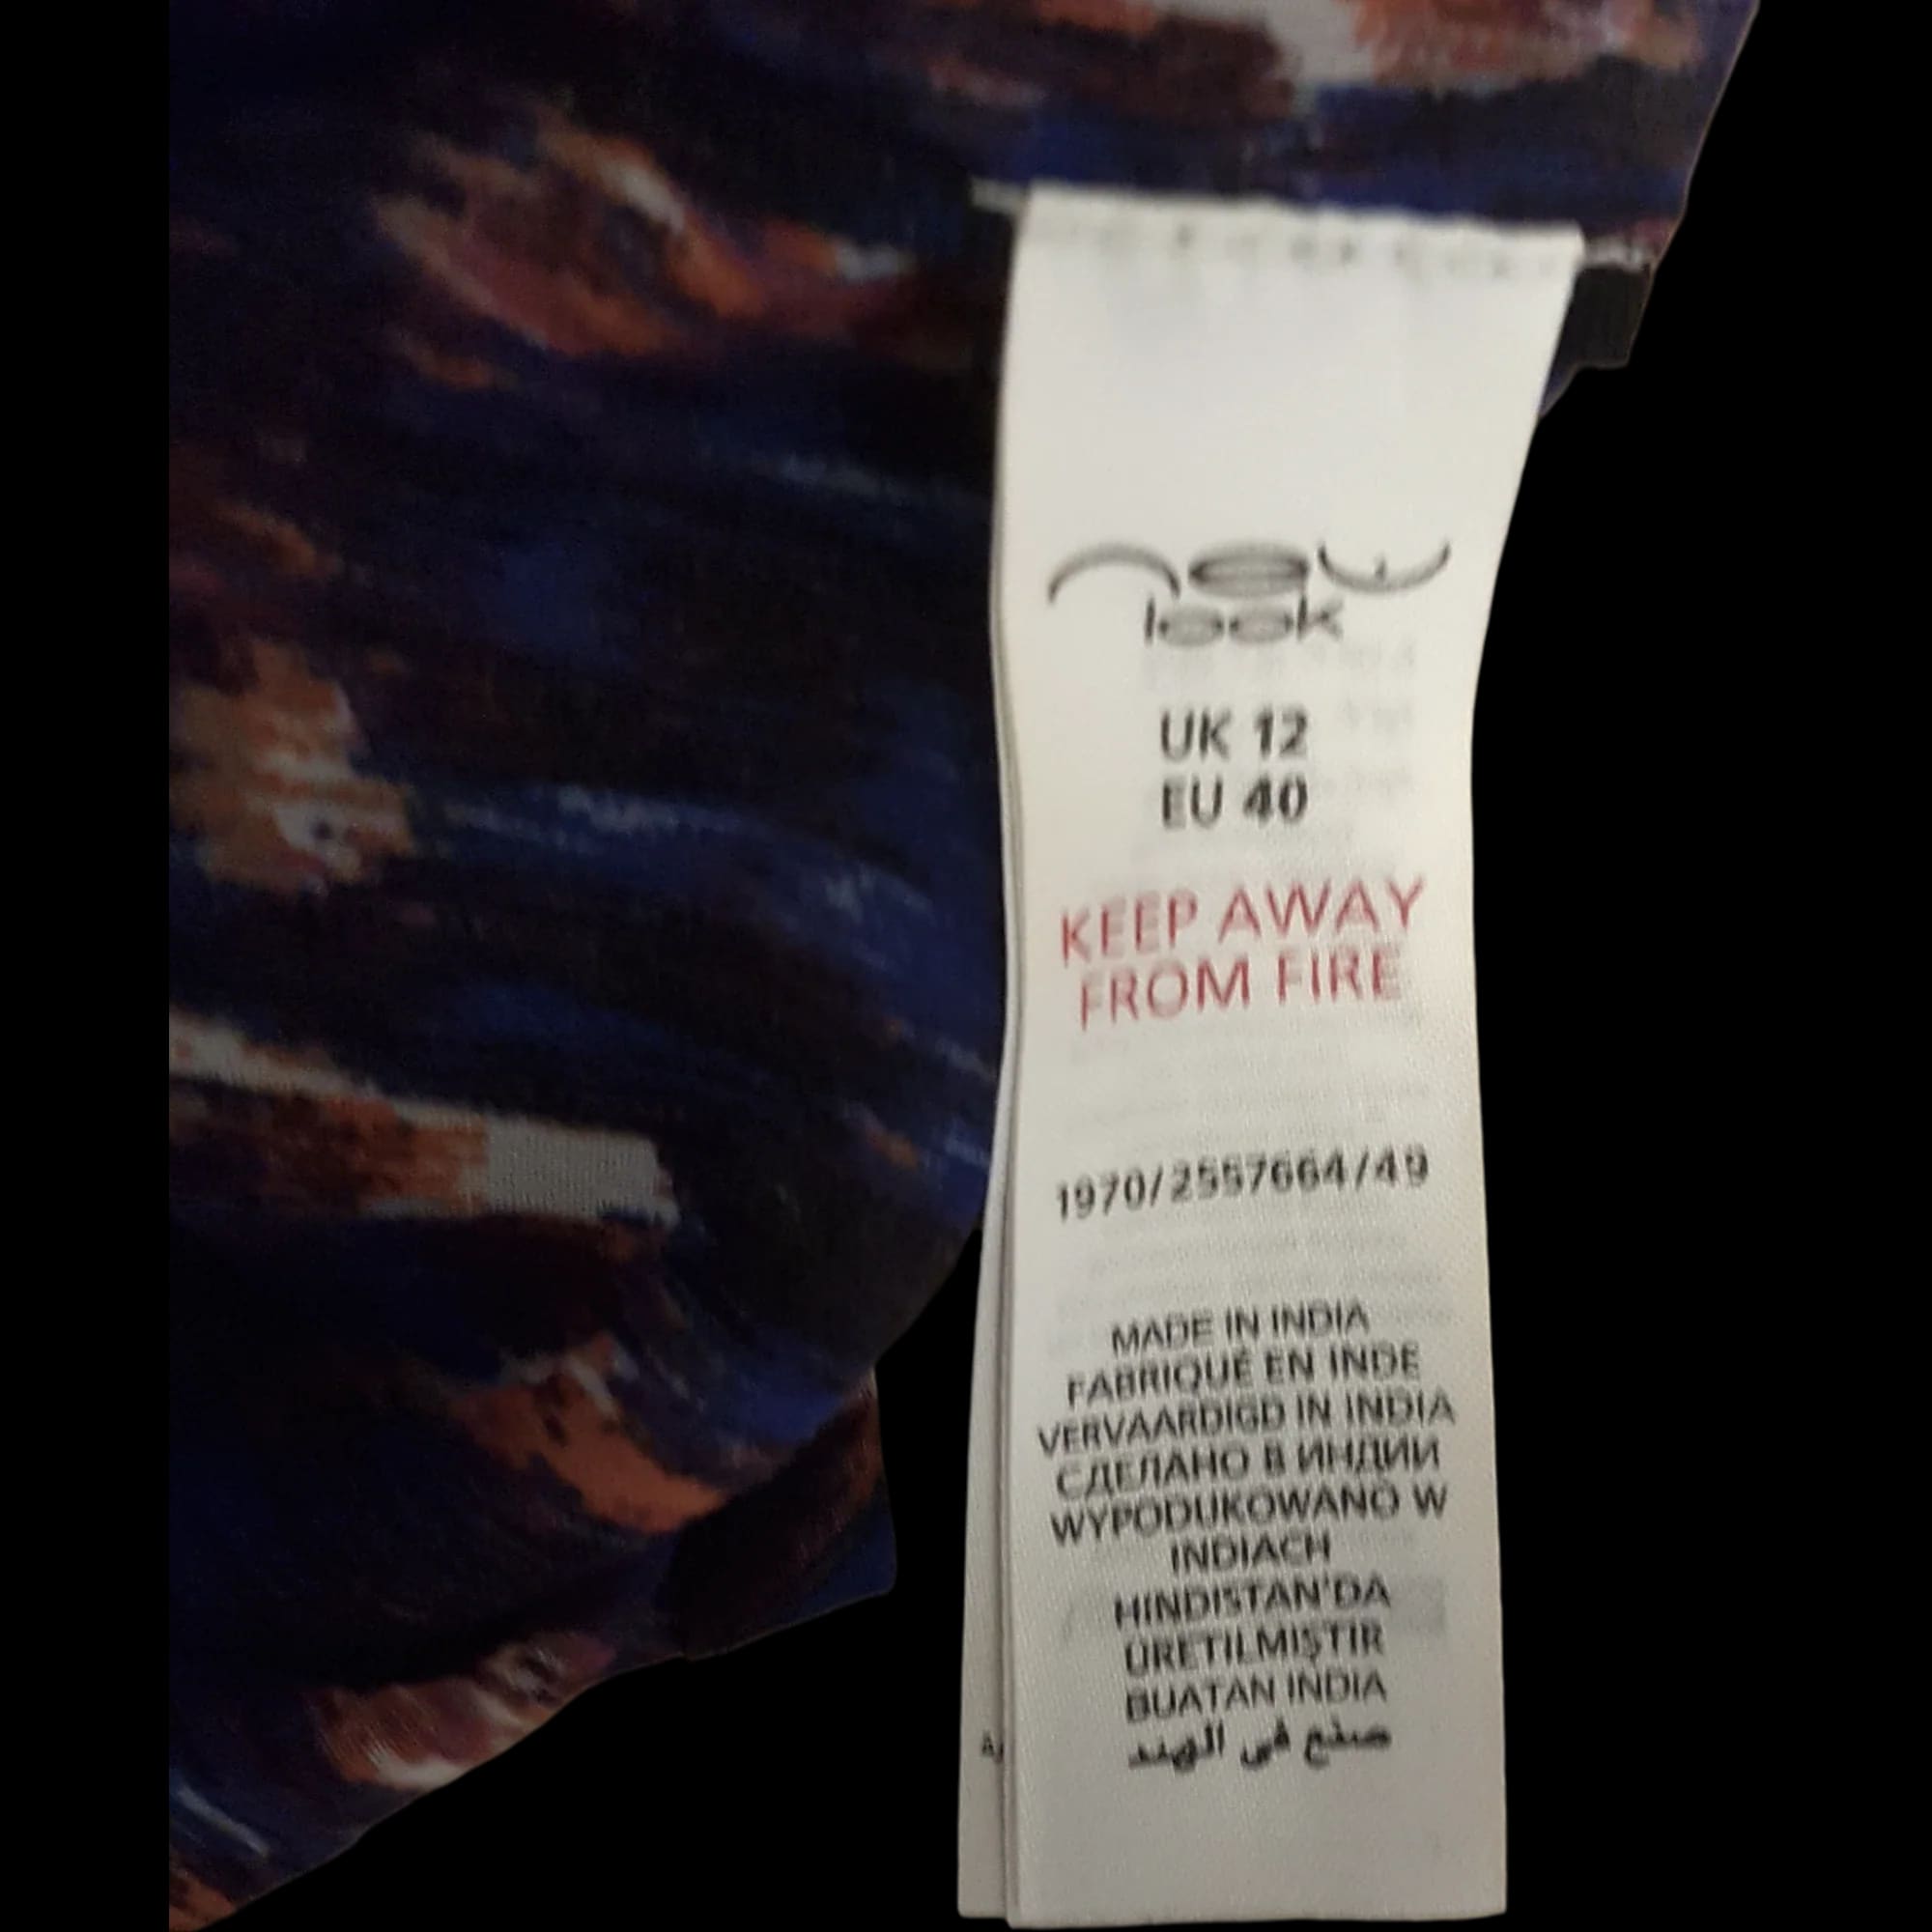 new
look
UK 12
EU 40
KEEP AWAY
FROM FIRE
1970/2557664/49
MADE IN INDIA
FABRIQUÉ EN INDE
VERVAARDIGD IN INDIA
СДЕЛАНО В ИНДИИ
WYPODUKOWANO W
INDIACH
HINDISTAN'DA
ÜRETILMIŞTIR
BUATAN INDIA
صنع في الهند